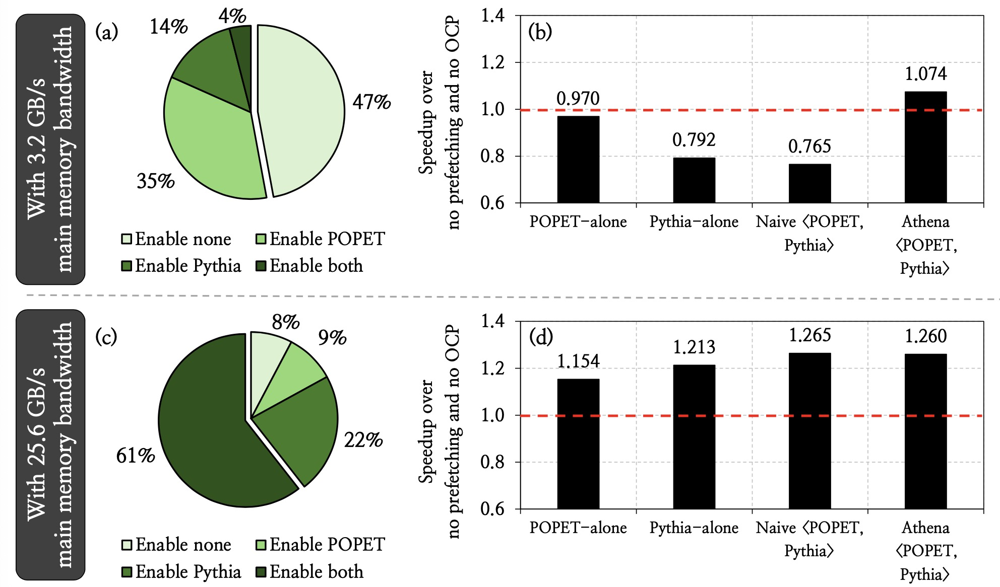 With 3.2 GB/s
main memory bandwidth
(a)
4%
14%
47%
35%
Enable none
Enable POPET
Enable Pythia
Enable both
(b)
Speedup over
no prefetching and no OCP
1.4
1.2
1.0
0.8
0.6
0.970
0.792
0.765
1.074
POPET-alone
Pythia-alone
Naive 〈POPET,
Pythia〉
Athena
〈POPET,
Pythia〉
With 25.6 GB/s
main memory bandwidth
(c)
8%
9%
22%
61%
Enable none
Enable POPET
Enable Pythia
Enable both
(d)
Speedup over
no prefetching and no OCP
1.4
1.2
1.0
0.8
0.6
1.154
1.213
1.265
1.260
POPET-alone
Pythia-alone
Naive 〈POPET,
Pythia〉
Athena
〈POPET,
Pythia〉